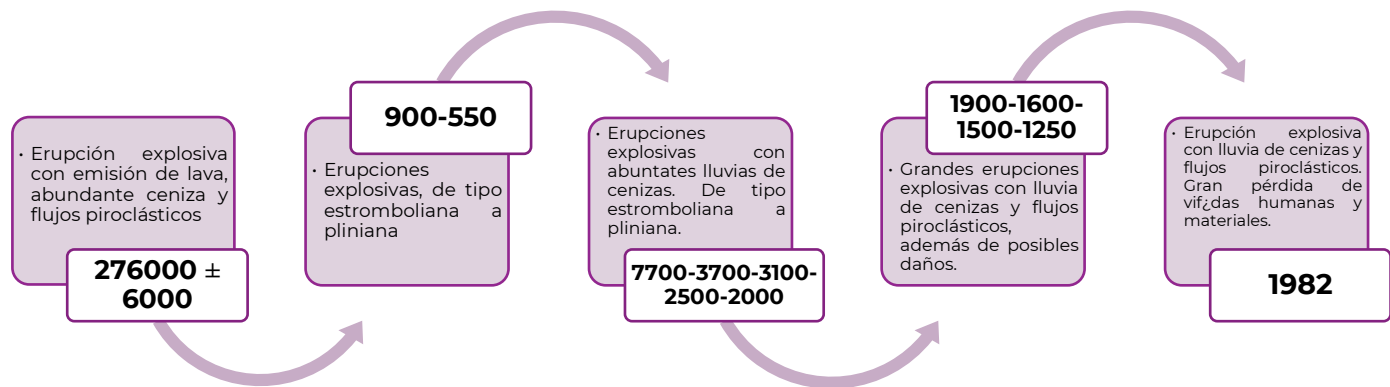 · Erupción explosiva
con emisión de lava,
abundante ceniza y
flujos piroclásticos
276000 ±
6000
900-550
· Erupciones
explosivas, de tipo
estromboliana a
pliniana
· Erupciones
explosivas con
abuntates lluvias de
cenizas. De tipo
estromboliana a
pliniana.
7700-3700-3100-
2500-2000
1900-1600-
1500-1250
· Grandes erupciones
explosivas con lluvia
de cenizas y flujos
piroclásticos,
además de posibles
daños.
· Erupción explosiva
con lluvia de cenizas y
flujos piroclásticos.
Gran pérdida de
vif¿das humanas y
materiales.
1982